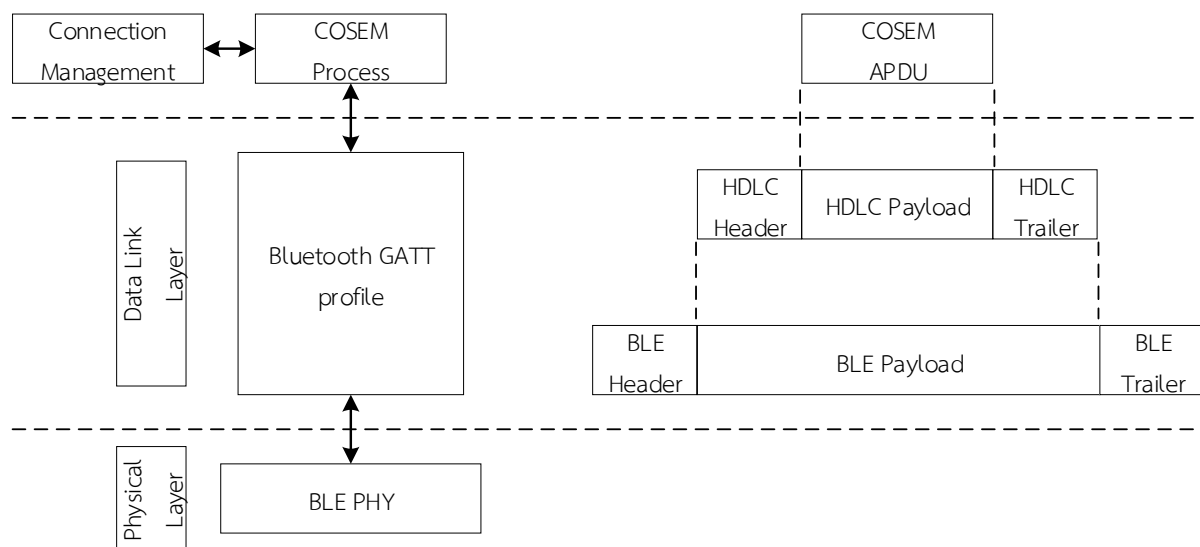 Connection
Management
COSEM
Process
COSEM
APDU
Data Link
Layer
Bluetooth GATT
profile
HDLC
Header
HDLC Payload
HDLC
Trailer
BLE
Header
BLE Payload
BLE
Trailer
Physical
Layer
BLE PHY